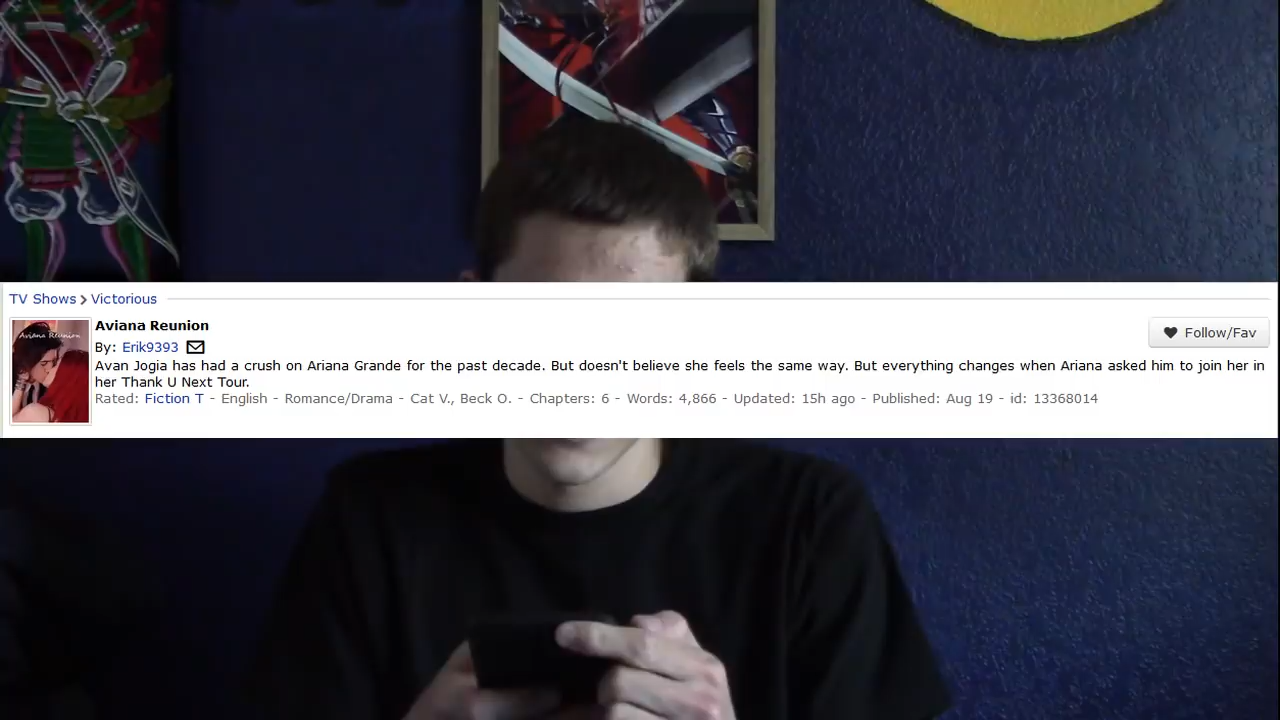 TV Shows > Victorious
Aviana Reunion
Aviana Reunion
Follow/Fav
By: Erik9393
Avan Jogia has had a crush on Ariana Grande for the past decade. But doesn't believe she feels the same way. But everything changes when Ariana asked him to join her in
her Thank U Next Tour.
Rated: Fiction T - English - Romance/Drama - Cat V., Beck O. - Chapters: 6 - Words: 4,866 - Updated: 15h ago - Published: Aug 19 - id: 13368014